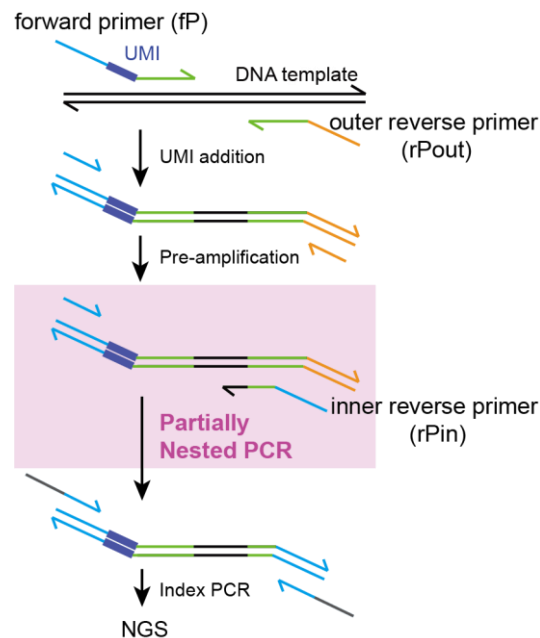 forward primer (fP)
UMI
DNA template
outer reverse primer
(rPout)
UMI addition
Pre-amplification
inner reverse primer
(rPin)
Partially
Nested PCR
Index PCR
NGS